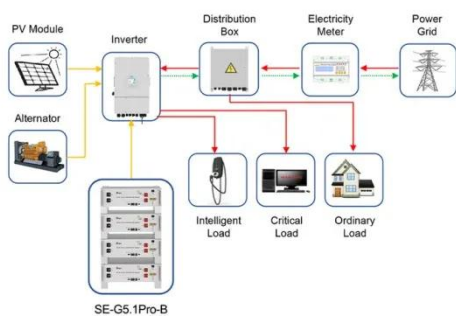 PV Module
Inverter
Distribution
Box
Electricity
Meter
Power
Grid
Alternator
Intelligent
Load
Critical
Load
Ordinary
Load
SE-G5.1Pro-B